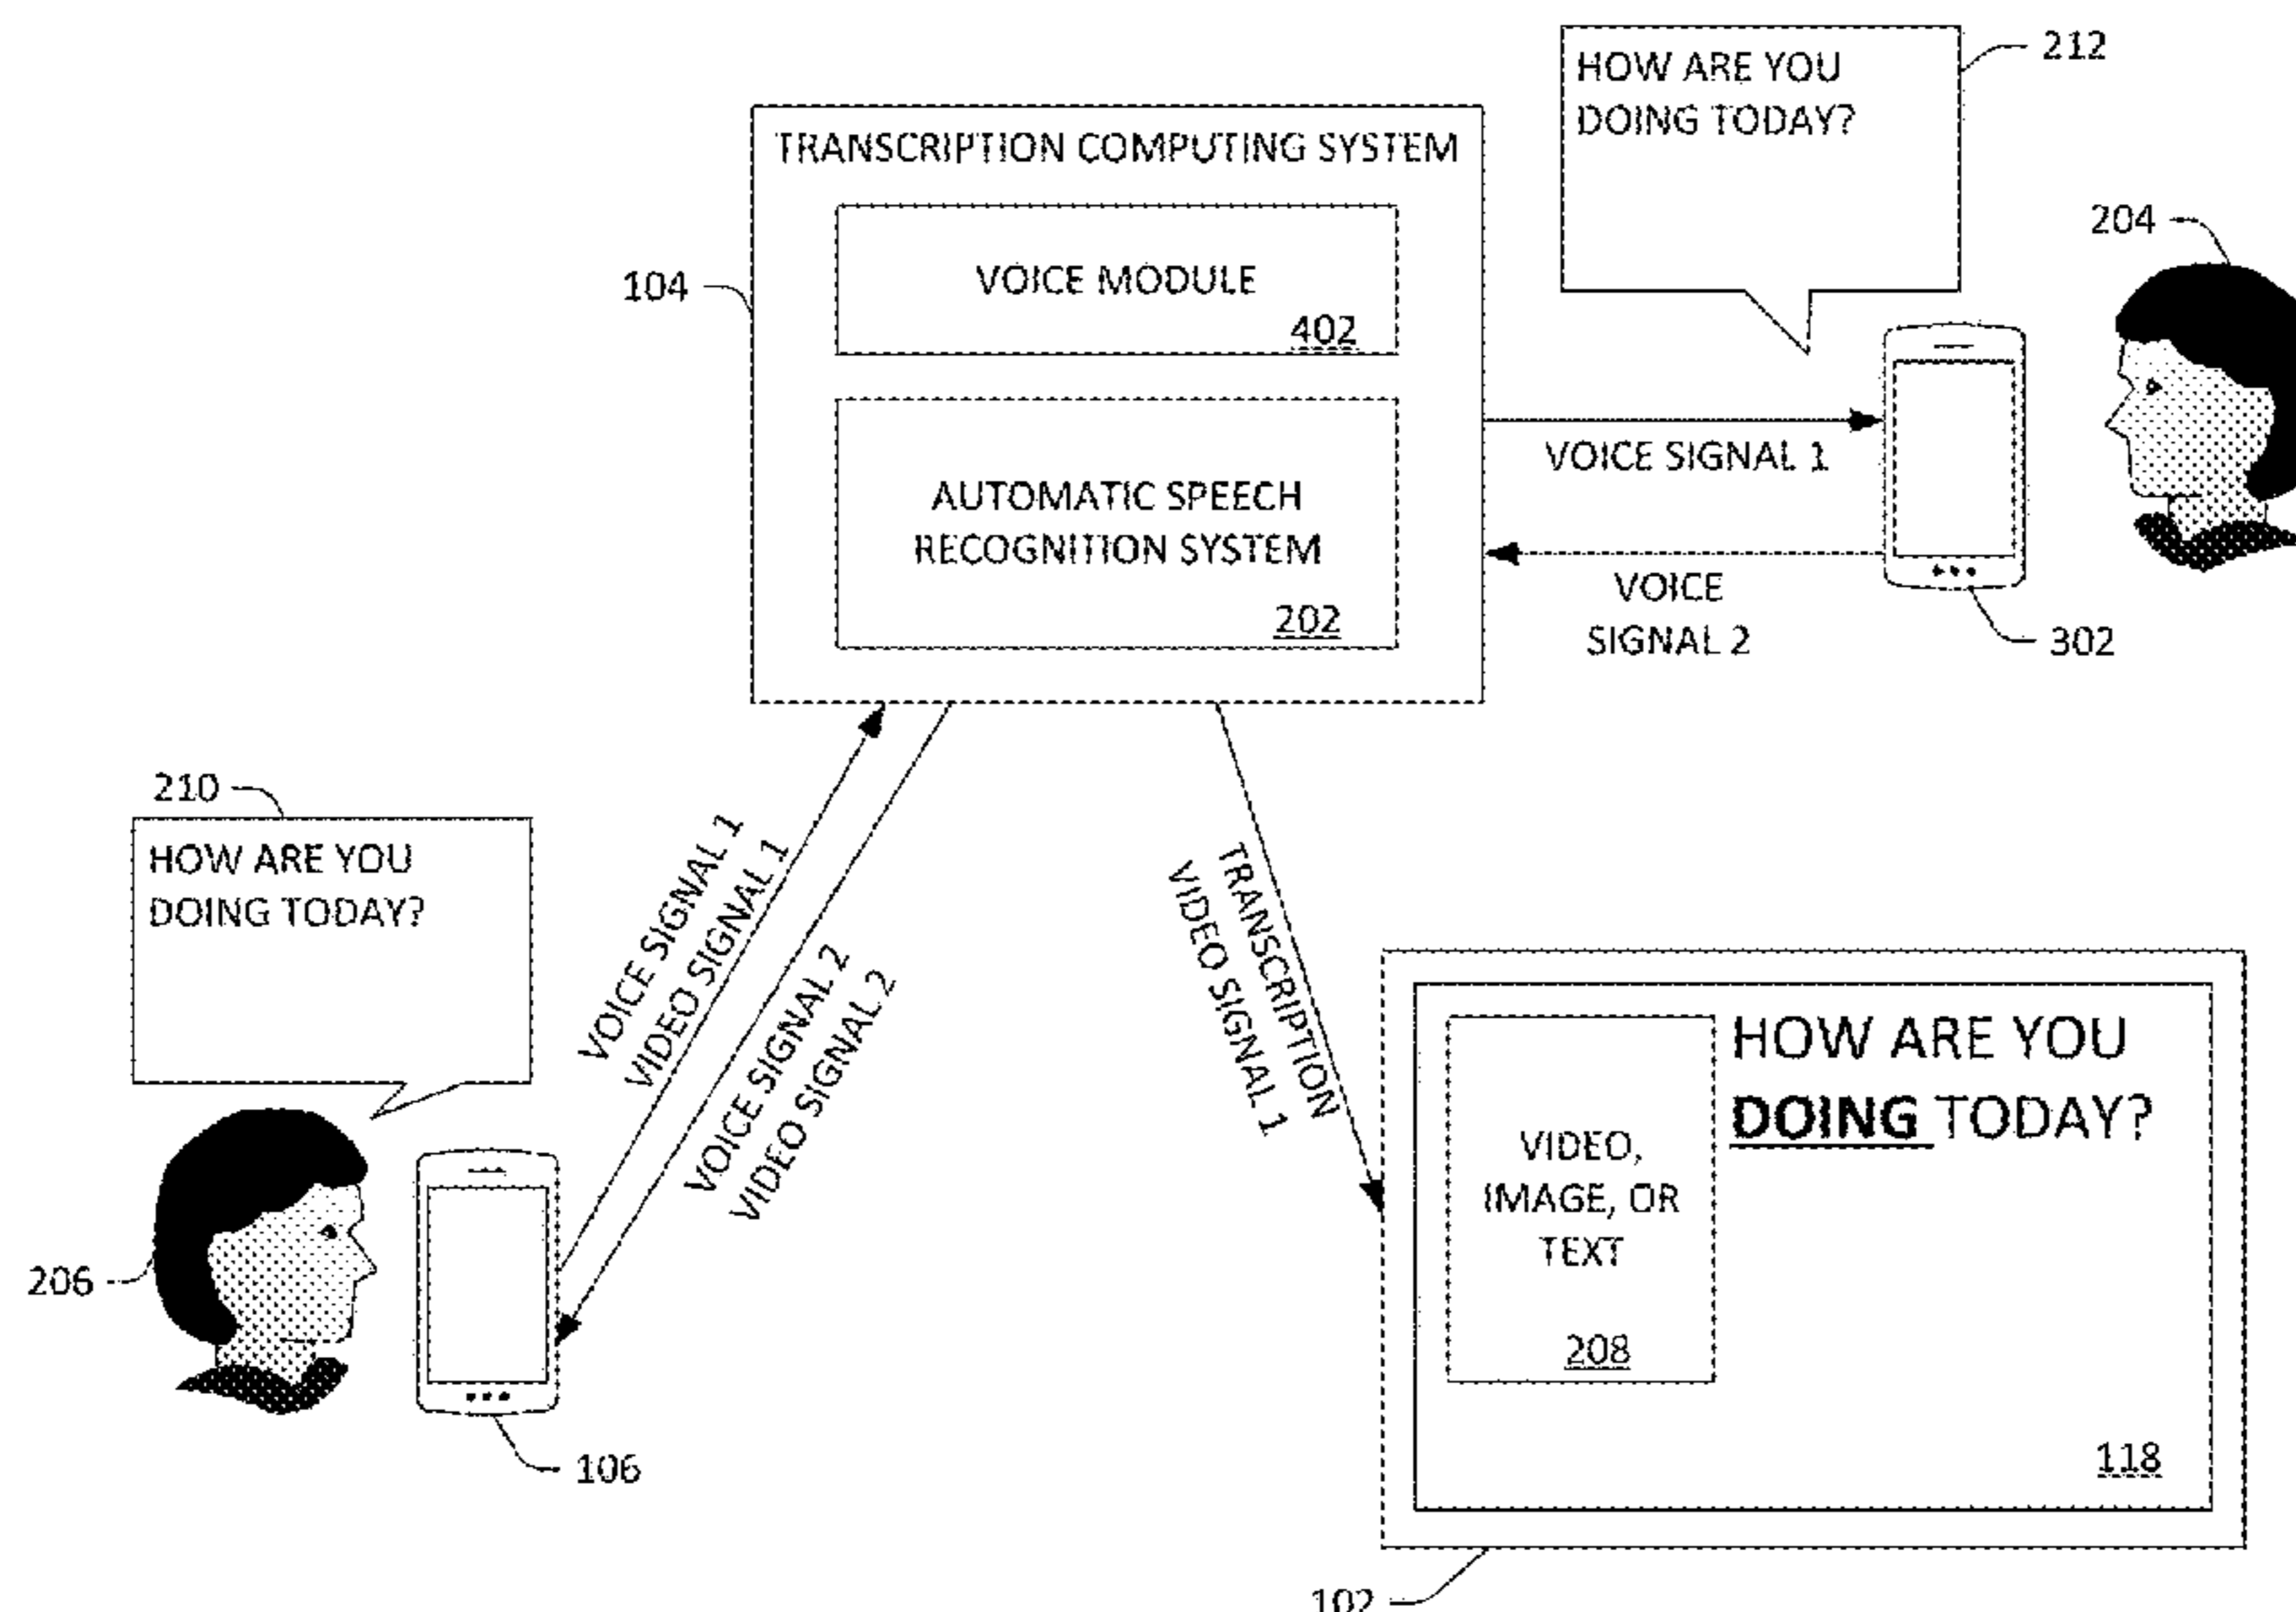 HOW ARE YOU
DOING TODAY?
212
TRANSCRIPTION COMPUTING SYSTEM
VOICE MODULE
402
104
204
AUTOMATIC SPEECH
RECOGNITION SYSTEM
202
VOICE SIGNAL 1
VOICE
SIGNAL 2
302
210
HOW ARE YOU
DOING TODAY?
VOICE SIGNAL 1
VIDEO SIGNAL 1
VOICE SIGNAL 2
VIDEO SIGNAL 2
TRANSCRIPTION
VIDEO SIGNAL 1
206
106
HOW ARE YOU
DOING TODAY?
VIDEO,
IMAGE, OR
TEXT
208
118
102